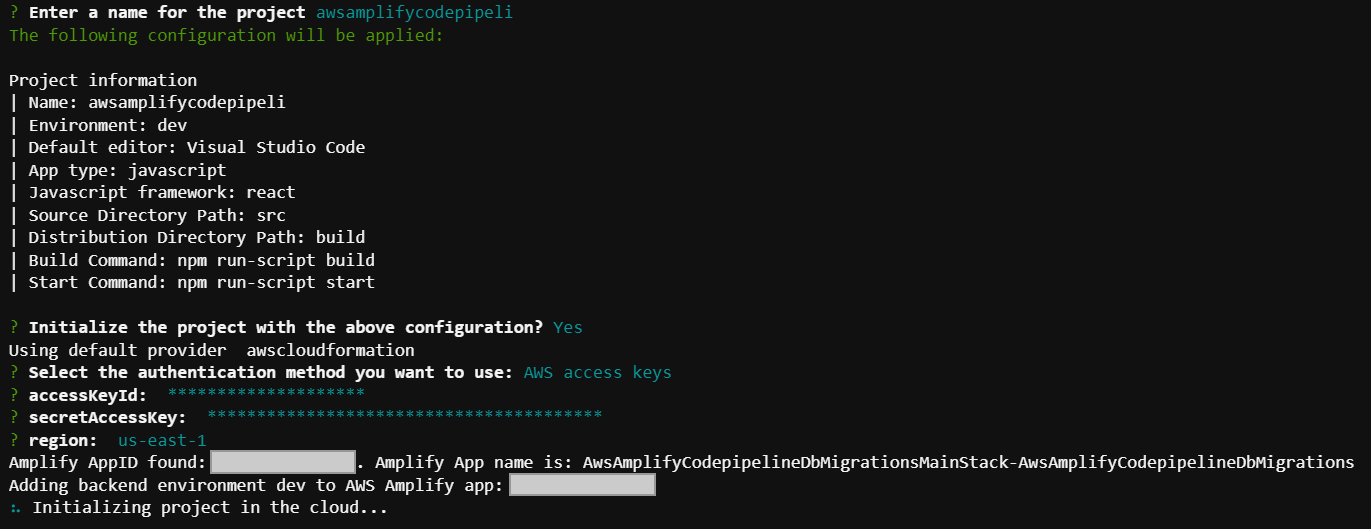 ? Enter a name for the project awsamplifycodepipeli
The following configuration will be applied:
Project information
| Name: awsamplifycodepipeli
| Environment: dev
| Default editor: Visual Studio Code
| App type: javascript
| Javascript framework: react
| Source Directory Path: src
| Distribution Directory Path: build
| Build Command: npm run-script build
| Start Command: npm run-script start
? Initialize the project with the above configuration? Yes
Using default provider  awscloudformation
? Select the authentication method you want to use: AWS access keys
? accessKeyId:  ********************
? secretAccessKey:  ****************************************
? region:  us-east-1
Amplify AppID found: . Amplify App name is: AwsAmplifyCodepipelineDbMigrationsMainStack-AwsAmplifyCodepipelineDbMigrations
Adding backend environment dev to AWS Amplify app:
⠦ Initializing project in the cloud...